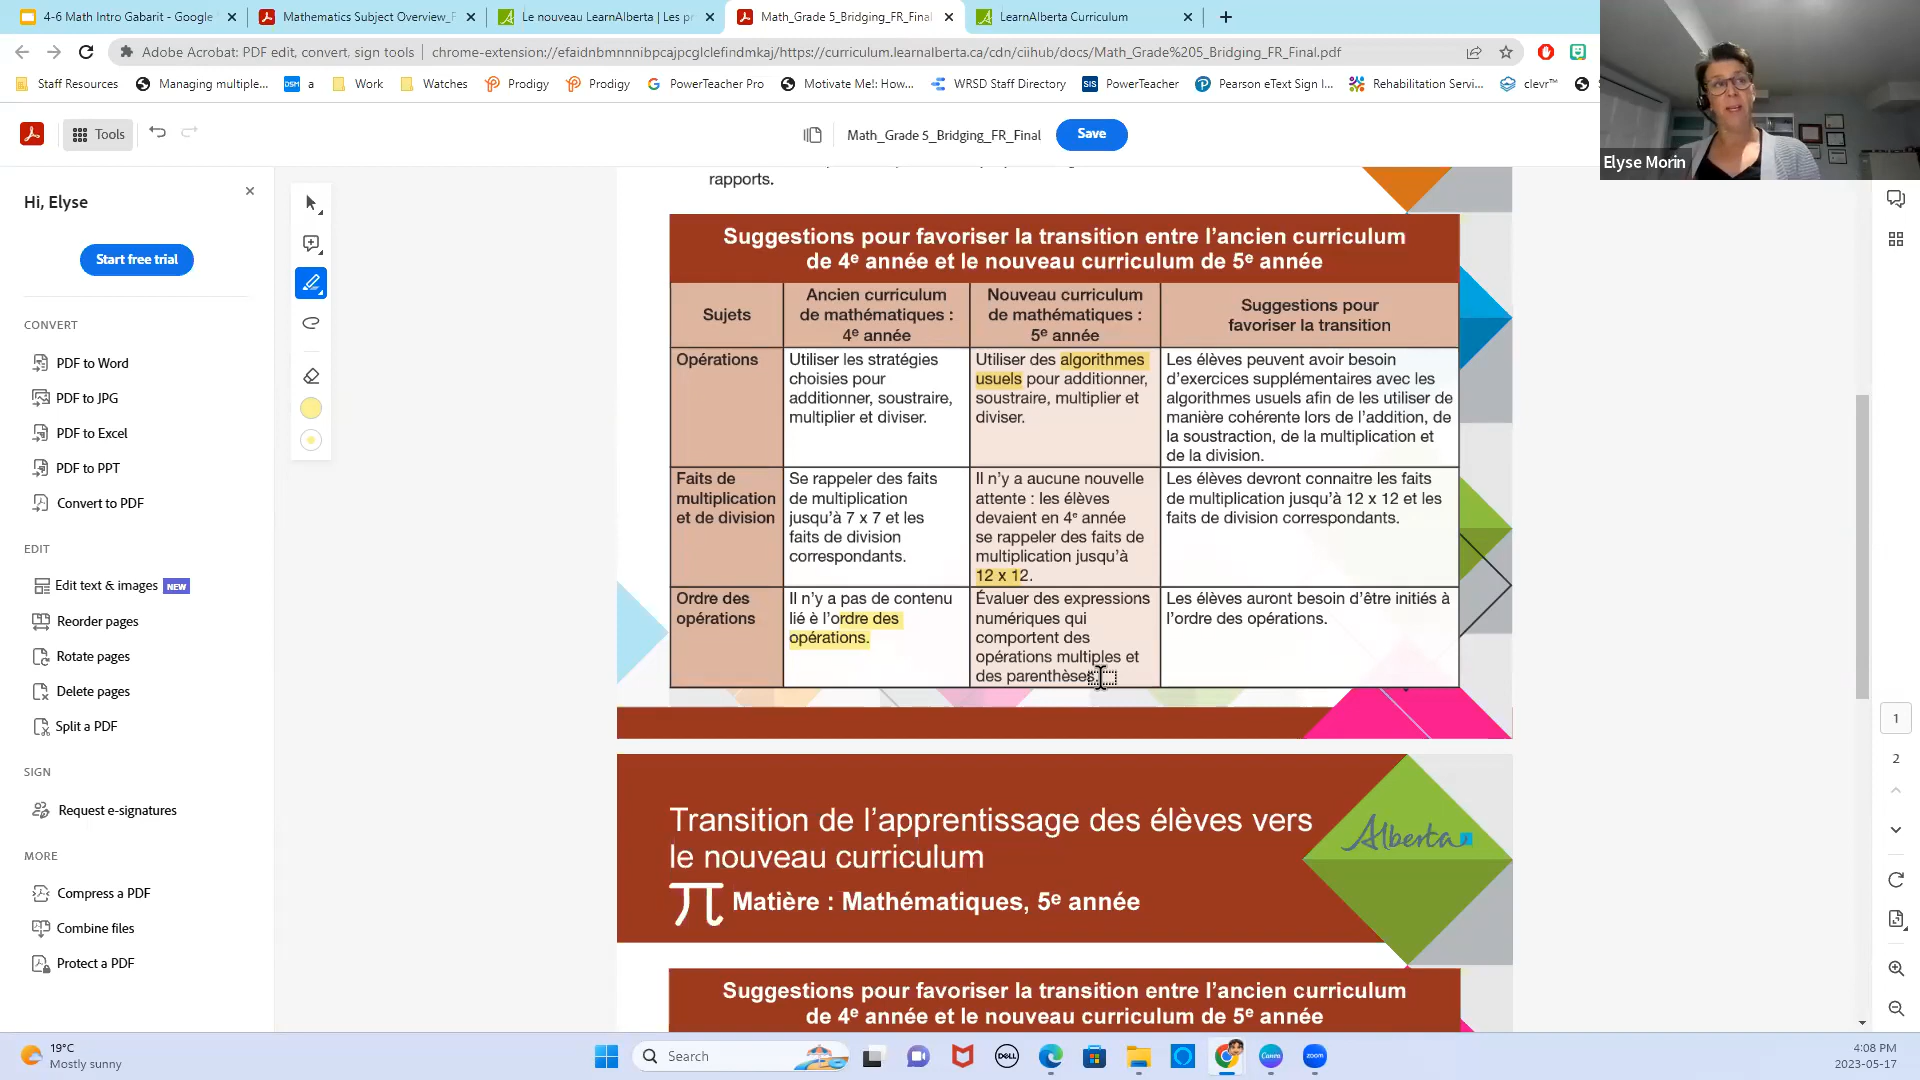 4-6 Math Intro Gabarit - Google
Mathematics Subject Overview_F
Le nouveau LearnAlberta | Les pr
Math_Grade 5_Bridging_FR_Final
LearnAlberta Curriculum
Adobe Acrobat: PDF edit, convert, sign tools | chrome-extension://efaidnbmnnnibpcajpcglclefindmkaj/https://curriculum.learnalberta.ca/cdn/ciihub/docs/Math_Grade%205_Bridging_FR_Final.pdf
Staff Resources
Managing multiple...
DSM a
Work
Watches
Prodigy
Prodigy
PowerTeacher Pro
Motivate Me!: How...
WRSD Staff Directory
SIS PowerTeacher
Pearson eText Sign I...
Rehabilitation Servi...
clevr™
Elyse Morin
Tools
Math_Grade 5_Bridging_FR_Final
Save
Hi, Elyse
Start free trial
CONVERT
PDF to Word
PDF to JPG
PDF to Excel
PDF to PPT
Convert to PDF
EDIT
Edit text & images NEW
Reorder pages
Rotate pages
Delete pages
Split a PDF
SIGN
Request e-signatures
MORE
Compress a PDF
Combine files
Protect a PDF
rapports.
Suggestions pour favoriser la transition entre l’ancien curriculum
de 4e année et le nouveau curriculum de 5e année
Sujets
Ancien curriculum
de mathématiques :
4e année
Nouveau curriculum
de mathématiques :
5e année
Suggestions pour
favoriser la transition
Opérations
Utiliser les stratégies
choisies pour
additionner, soustraire,
multiplier et diviser.
Utiliser des algorithmes
usuels pour additionner,
soustraire, multiplier et
diviser.
Les élèves peuvent avoir besoin
d’exercices supplémentaires avec les
algorithmes usuels afin de les utiliser de
manière cohérente lors de l’addition, de
la soustraction, de la multiplication et
de la division.
Faits de
multiplication
et de division
Se rappeler des faits
de multiplication
jusqu’à 7 x 7 et les
faits de division
correspondants.
Il n’y a aucune nouvelle
attente : les élèves
devaient en 4e année
se rappeler des faits de
multiplication jusqu’à
12 x 12.
Les élèves devront connaitre les faits
de multiplication jusqu’à 12 x 12 et les
faits de division correspondants.
Ordre des
opérations
Il n’y a pas de contenu
lié è l’ordre des
opérations.
Évaluer des expressions
numériques qui
comportent des
opérations multiples et
des parenthèses.
Les élèves auront besoin d’être initiés à
l’ordre des opérations.
Transition de l’apprentissage des élèves vers
le nouveau curriculum
π Matière : Mathématiques, 5e année
Alberta
Suggestions pour favoriser la transition entre l’ancien curriculum
de 4e année et le nouveau curriculum de 5e année
1
2
19°C
Mostly sunny
Search
DELL
Canva
zoom
4:08 PM
2023-05-17